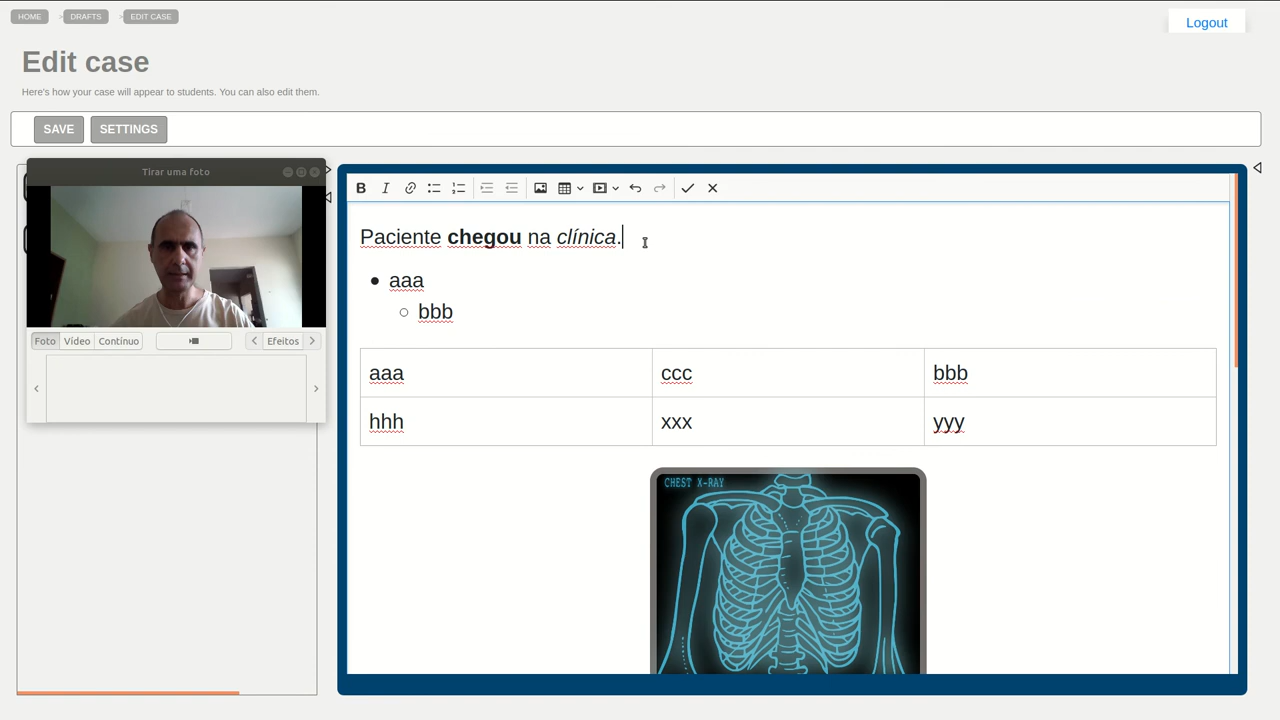 HOME > DRAFTS > EDIT CASE
Logout
Edit case
Here's how your case will appear to students. You can also edit them.
SAVE SETTINGS
Tirar uma foto
Foto Vídeo Contínuo Efeitos
Paciente chegou na clínica.
aaa
bbb
aaa ccc bbb
hhh xxx yyy
CHEST X-RAY